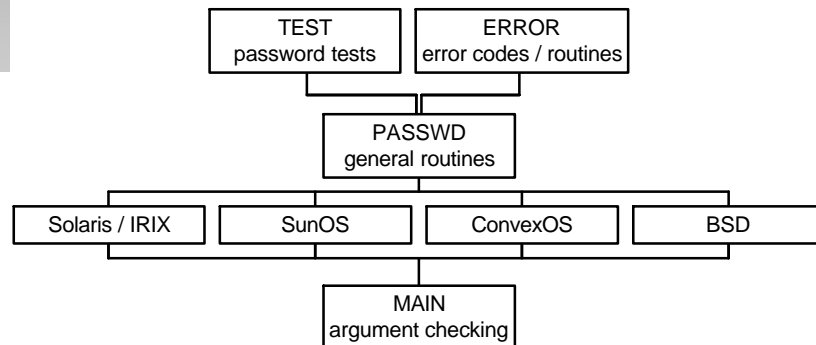 TEST
password tests
ERROR
error codes / routines
PASSWD
general routines
Solaris / IRIX
SunOS
ConvexOS
BSD
MAIN
argument checking